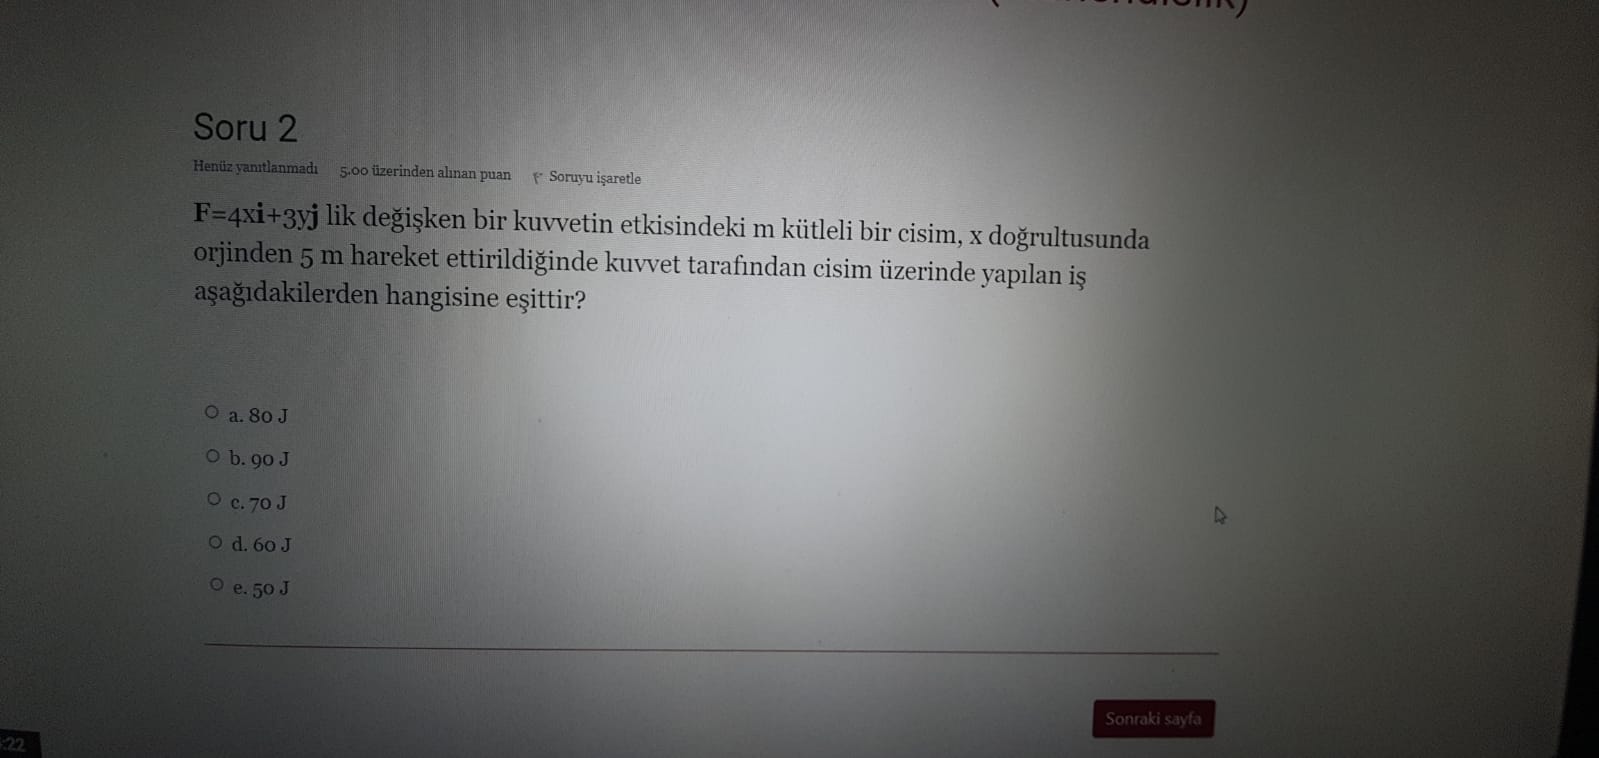 Soru 2
Henüz yanıtlanmadı 5.00 üzerinden alınan puan Soruyu işaretle
F=4xi+3yj lik değişken bir kuvvetin etkisindeki m kütleli bir cisim, x doğrultusunda
orjinden 5 m hareket ettirildiğinde kuvvet tarafından cisim üzerinde yapılan iş
aşağıdakilerden hangisine eşittir?
a. 80 J
b. 90 J
c. 70 J
d. 60 J
e. 50 J
Sonraki sayfa
:22